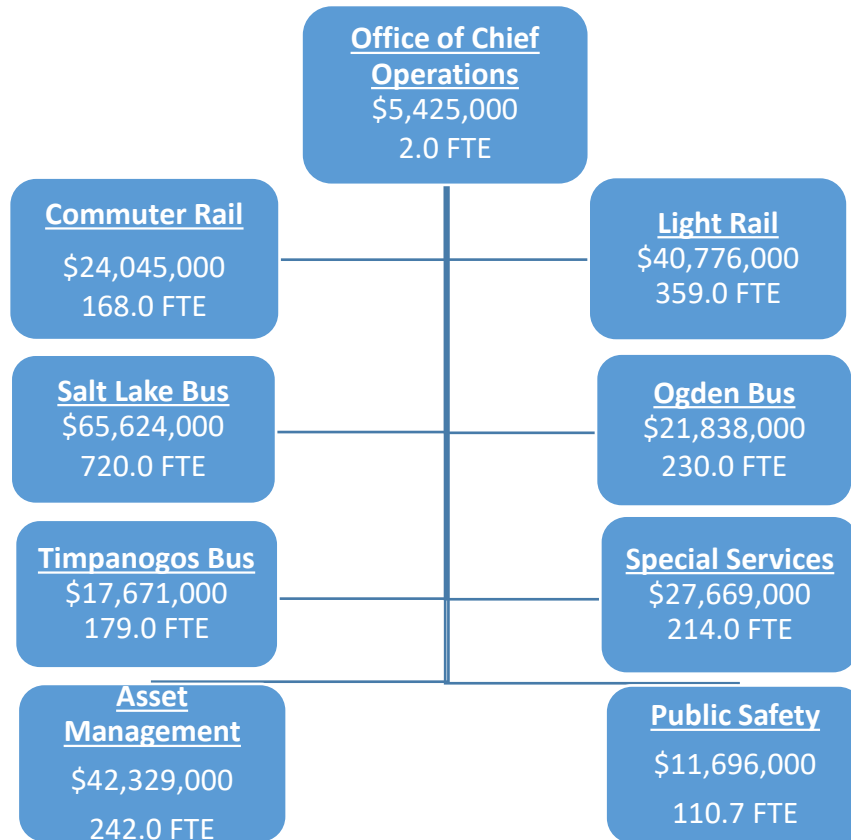 Office of Chief
Operations
$5,425,000
2.0 FTE
Commuter Rail
$24,045,000
168.0 FTE
Light Rail
$40,776,000
359.0 FTE
Salt Lake Bus
$65,624,000
720.0 FTE
Ogden Bus
$21,838,000
230.0 FTE
Timpanogos Bus
$17,671,000
179.0 FTE
Special Services
$27,669,000
214.0 FTE
Asset
Management
$42,329,000
242.0 FTE
Public Safety
$11,696,000
110.7 FTE